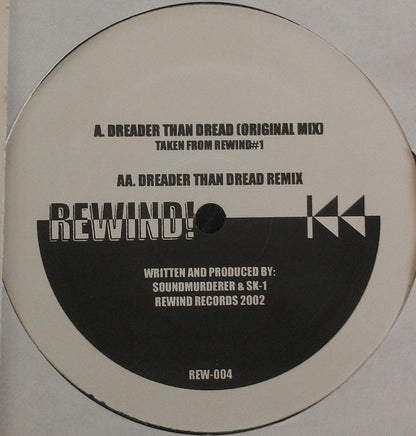 A. DREADER THAN DREAD (ORIGINAL MIX)
TAKEN FROM REWIND#1
AA. DREADER THAN DREAD REMIX
REWIND!
WRITTEN AND PRODUCED BY:
SOUNDMURDERER & SK-1
REWIND RECORDS 2002
REW-004